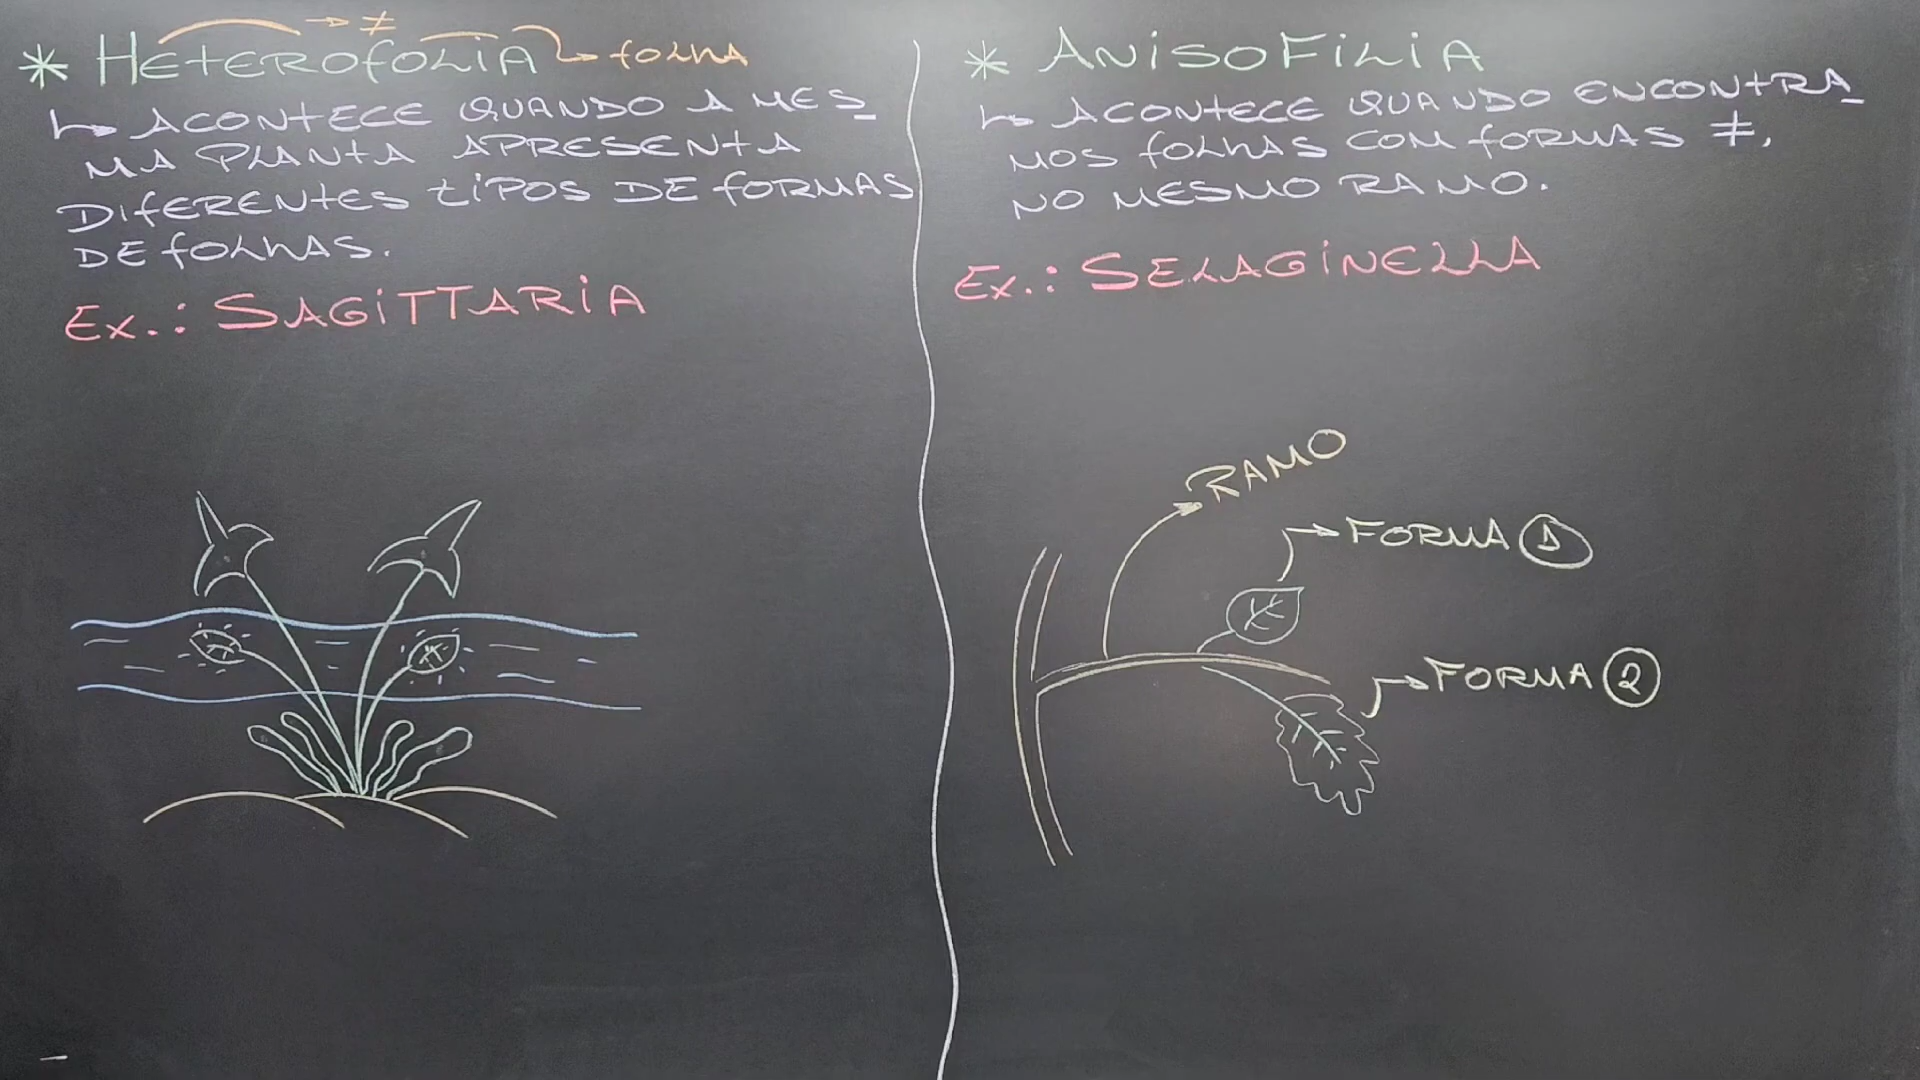 * HETEROFOLIA → ≠ → FOLHA
↳ ACONTECE QUANDO A MES_
MA PLANTA APRESENTA
DIFERENTES TIPOS DE FORMAS
DE FOLHAS.
EX.: SAGITTARIA
* ANISOFILIA
↳ ACONTECE QUANDO ENCONTRA_
MOS FOLHAS COM FORMAS ≠,
NO MESMO RAMO.
EX.: SELAGINELLA
RAMO
→ FORMA 1
→ FORMA 2